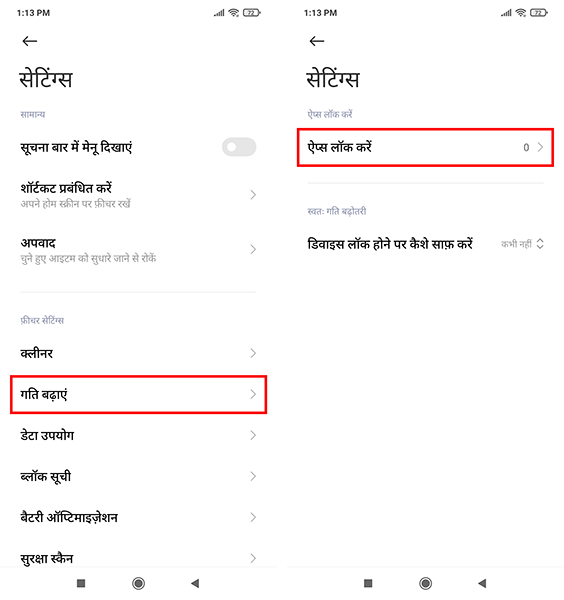 1:13 PM
72
सेटिंग्स
सामान्य
सूचना बार में मेनू दिखाएं
शॉर्टकट प्रबंधित करें
अपने होम स्क्रीन पर फ़ीचर रखें
अपवाद
चुने हुए आइटम को सुधारे जाने से रोकें
फ़ीचर सेटिंग्स
क्लीनर
गति बढ़ाएं
डेटा उपयोग
ब्लॉक सूची
बैटरी ऑप्टिमाइज़ेशन
सुरक्षा स्कैन
1:13 PM
72
सेटिंग्स
ऐप्स लॉक करें
ऐप्स लॉक करें 0
स्वतः गति बढ़ोतरी
डिवाइस लॉक होने पर कैशे साफ़ करें कभी नहीं